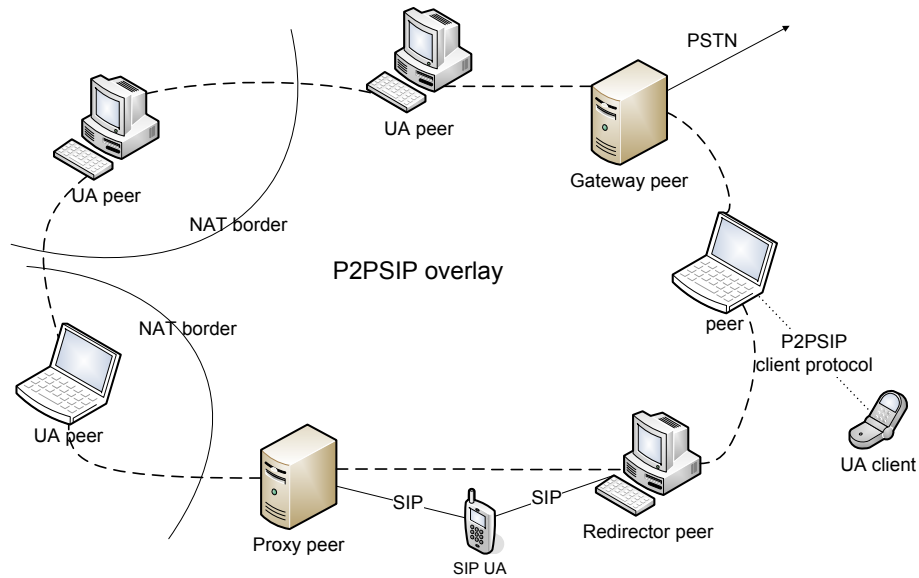 PSTN
UA peer
Gateway peer
UA peer
NAT border
P2PSIP overlay
NAT border
peer
P2PSIP
client protocol
UA peer
UA client
SIP
SIP
Proxy peer
Redirector peer
SIP UA